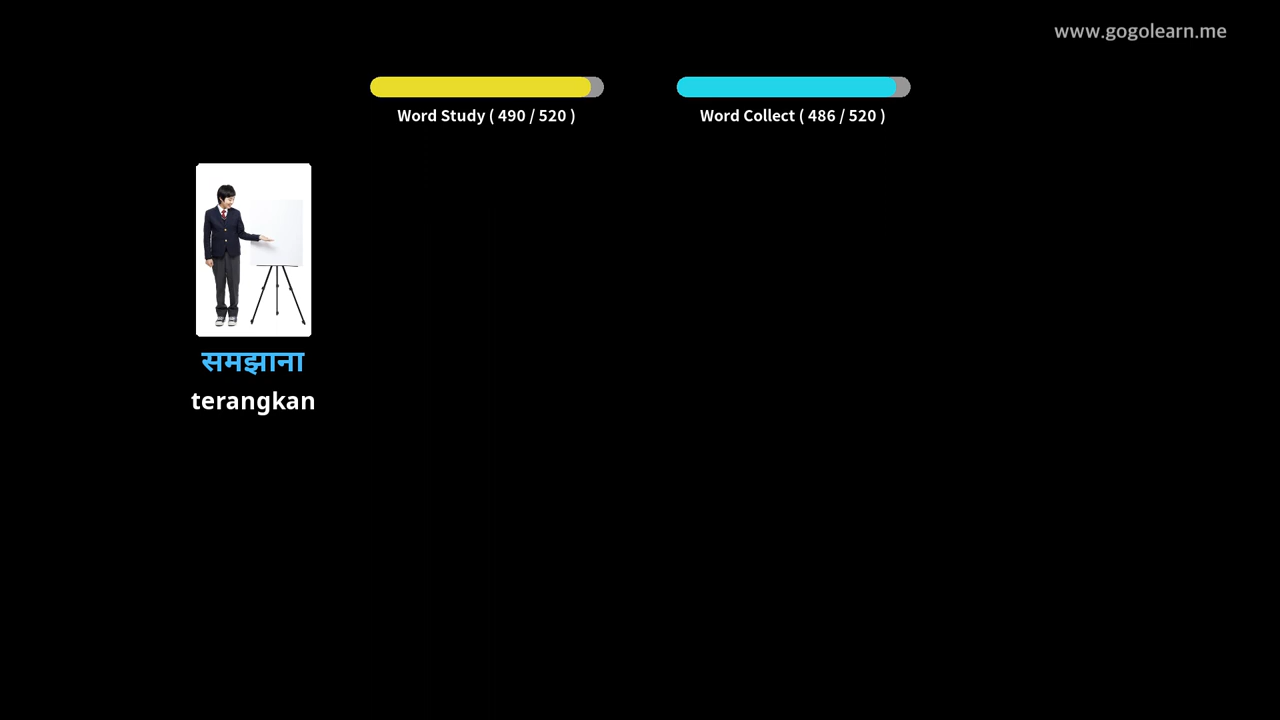 www.gogolearn.me
Word Study ( 490 / 520 )
Word Collect ( 486 / 520 )
समझाना
terangkan